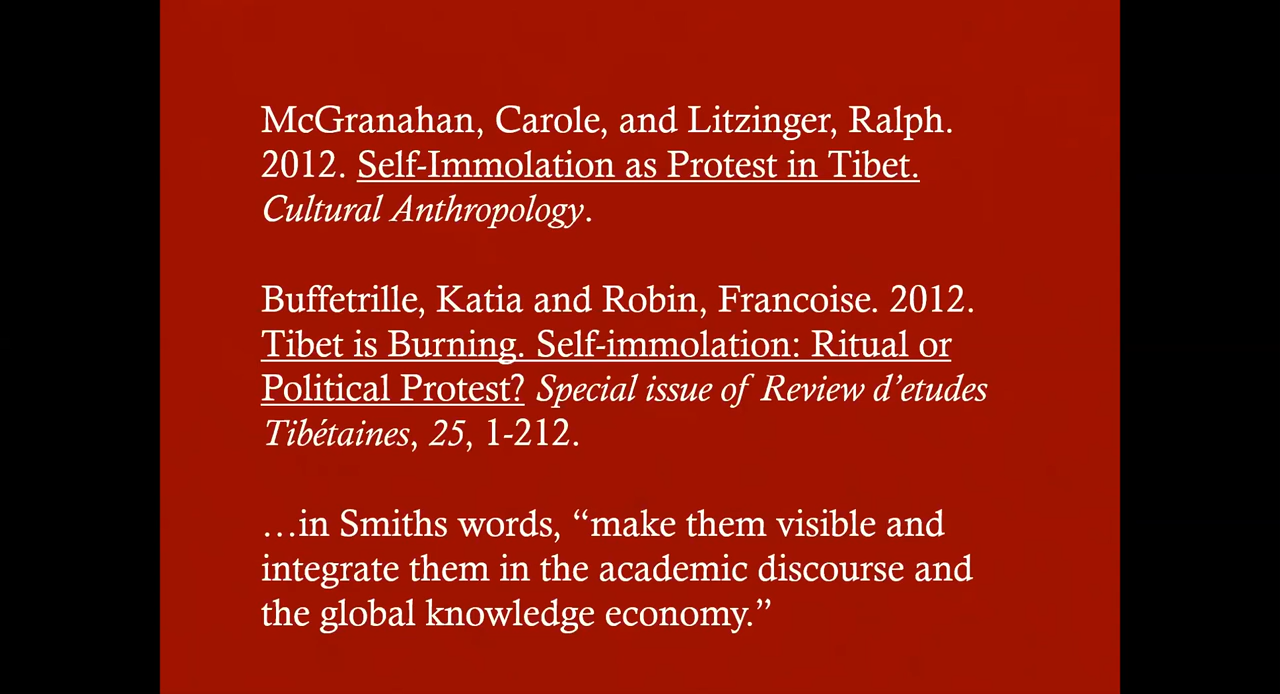 McGranahan, Carole, and Litzinger, Ralph.
2012. Self-Immolation as Protest in Tibet.
Cultural Anthropology.
Buffetrille, Katia and Robin, Francoise. 2012.
Tibet is Burning. Self-immolation: Ritual or
Political Protest? Special issue of Review d’etudes
Tibétaines, 25, 1-212.
…in Smiths words, “make them visible and
integrate them in the academic discourse and
the global knowledge economy.”